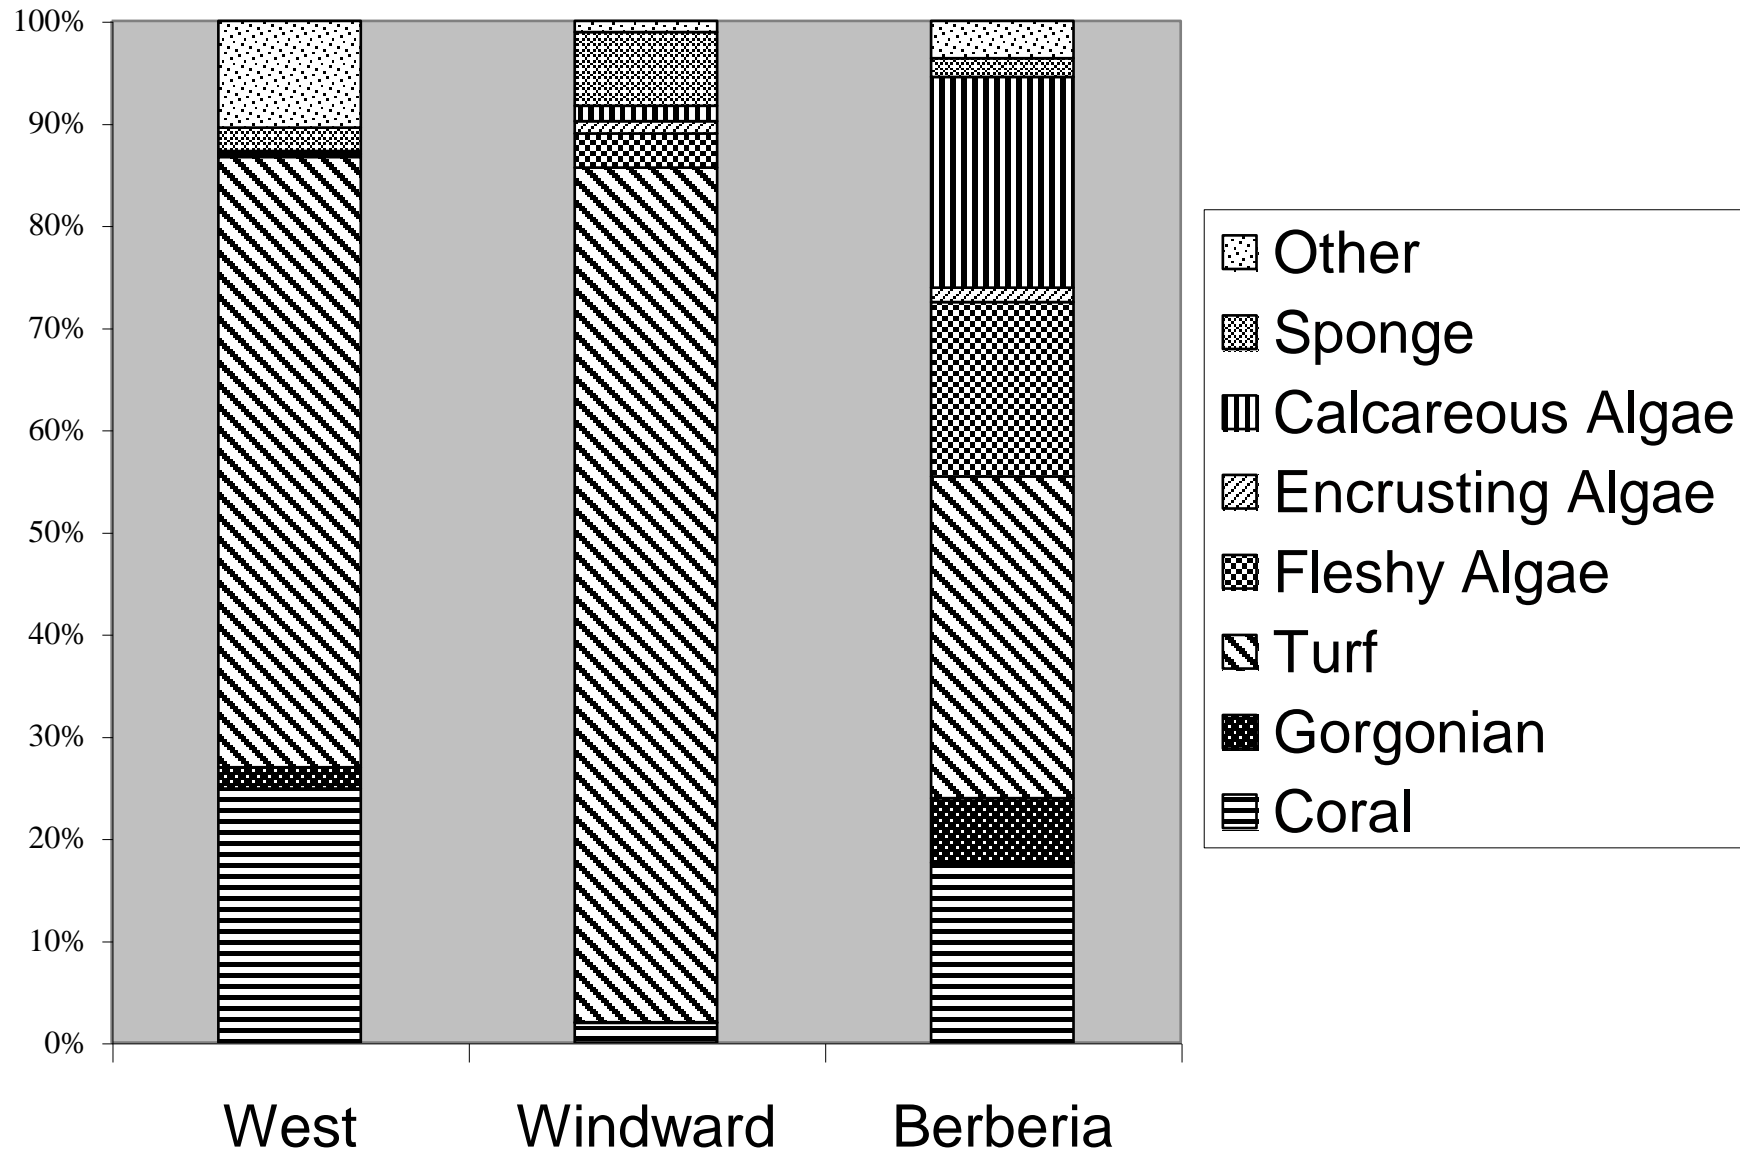 100%
90%
80%
70%
60%
50%
40%
30%
20%
10%
0%
West
Windward
Berberia
Other
Sponge
Calcareous Algae
Encrusting Algae
Fleshy Algae
Turf
Gorgonian
Coral